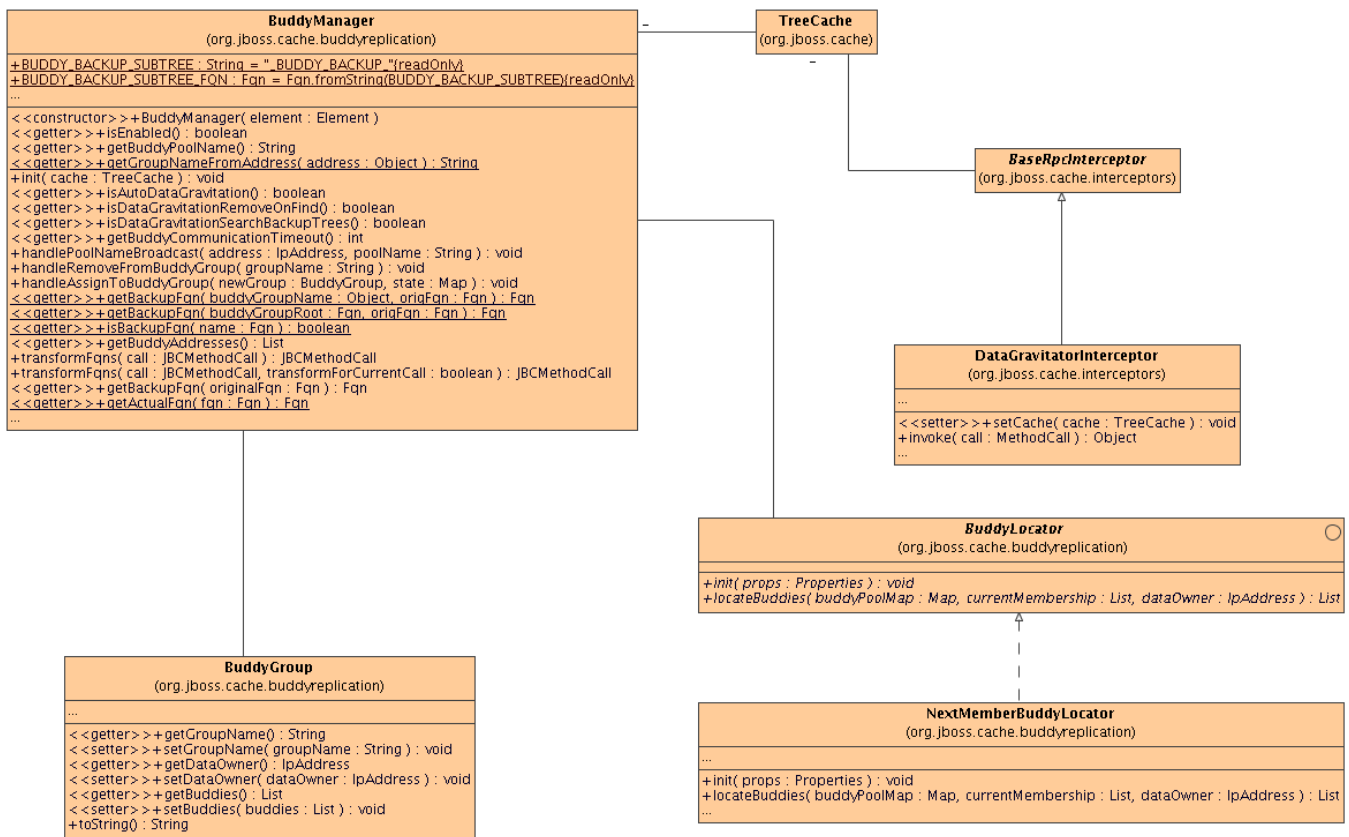 BuddyManager
(org.jboss.cache.buddyreplication)
+BUDDY_BACKUP_SUBTREE : String = "_BUDDY_BACKUP_"{readOnly}
+BUDDY_BACKUP_SUBTREE_FQN : Fqn = Fqn.fromString(BUDDY_BACKUP_SUBTREE){readOnly}
...
<<constructor>>+BuddyManager( element : Element )
<<getter>>+isEnabled() : boolean
<<getter>>+getBuddyPoolName() : String
<<getter>>+getGroupNameFromAddress( address : Object ) : String
+init( cache : TreeCache ) : void
<<getter>>+isAutoDataGravitation() : boolean
<<getter>>+isDataGravitationRemoveOnFind() : boolean
<<getter>>+isDataGravitationSearchBackupTrees() : boolean
<<getter>>+getBuddyCommunicationTimeout() : int
+handlePoolNameBroadcast( address : IpAddress, poolName : String ) : void
+handleRemoveFromBuddyGroup( groupName : String ) : void
+handleAssignToBuddyGroup( newGroup : BuddyGroup, state : Map ) : void
<<getter>>+getBackupFqn( buddyGroupName : Object, origFqn : Fqn ) : Fqn
<<getter>>+getBackupFqn( buddyGroupRoot : Fqn, origFqn : Fqn ) : Fqn
<<getter>>+isBackupFqn( name : Fqn ) : boolean
<<getter>>+getBuddyAddresses() : List
+transformFqns( call : JBCMethodCall ) : JBCMethodCall
+transformFqns( call : JBCMethodCall, transformForCurrentCall : boolean ) : JBCMethodCall
<<getter>>+getBackupFqn( originalFqn : Fqn ) : Fqn
<<getter>>+getActualFqn( fqn : Fqn ) : Fqn
...
-
TreeCache
(org.jboss.cache)
-
BaseRpcInterceptor
(org.jboss.cache.interceptors)
DataGravitatorInterceptor
(org.jboss.cache.interceptors)
...
<<setter>>+setCache( cache : TreeCache ) : void
+invoke( call : MethodCall ) : Object
...
BuddyLocator
(org.jboss.cache.buddyreplication)
+init( props : Properties ) : void
+locateBuddies( buddyPoolMap : Map, currentMembership : List, dataOwner : IpAddress ) : List
BuddyGroup
(org.jboss.cache.buddyreplication)
...
<<getter>>+getGroupName() : String
<<setter>>+setGroupName( groupName : String ) : void
<<getter>>+getDataOwner() : IpAddress
<<setter>>+setDataOwner( dataOwner : IpAddress ) : void
<<getter>>+getBuddies() : List
<<setter>>+setBuddies( buddies : List ) : void
+toString() : String
NextMemberBuddyLocator
(org.jboss.cache.buddyreplication)
...
+init( props : Properties ) : void
+locateBuddies( buddyPoolMap : Map, currentMembership : List, dataOwner : IpAddress ) : List
...